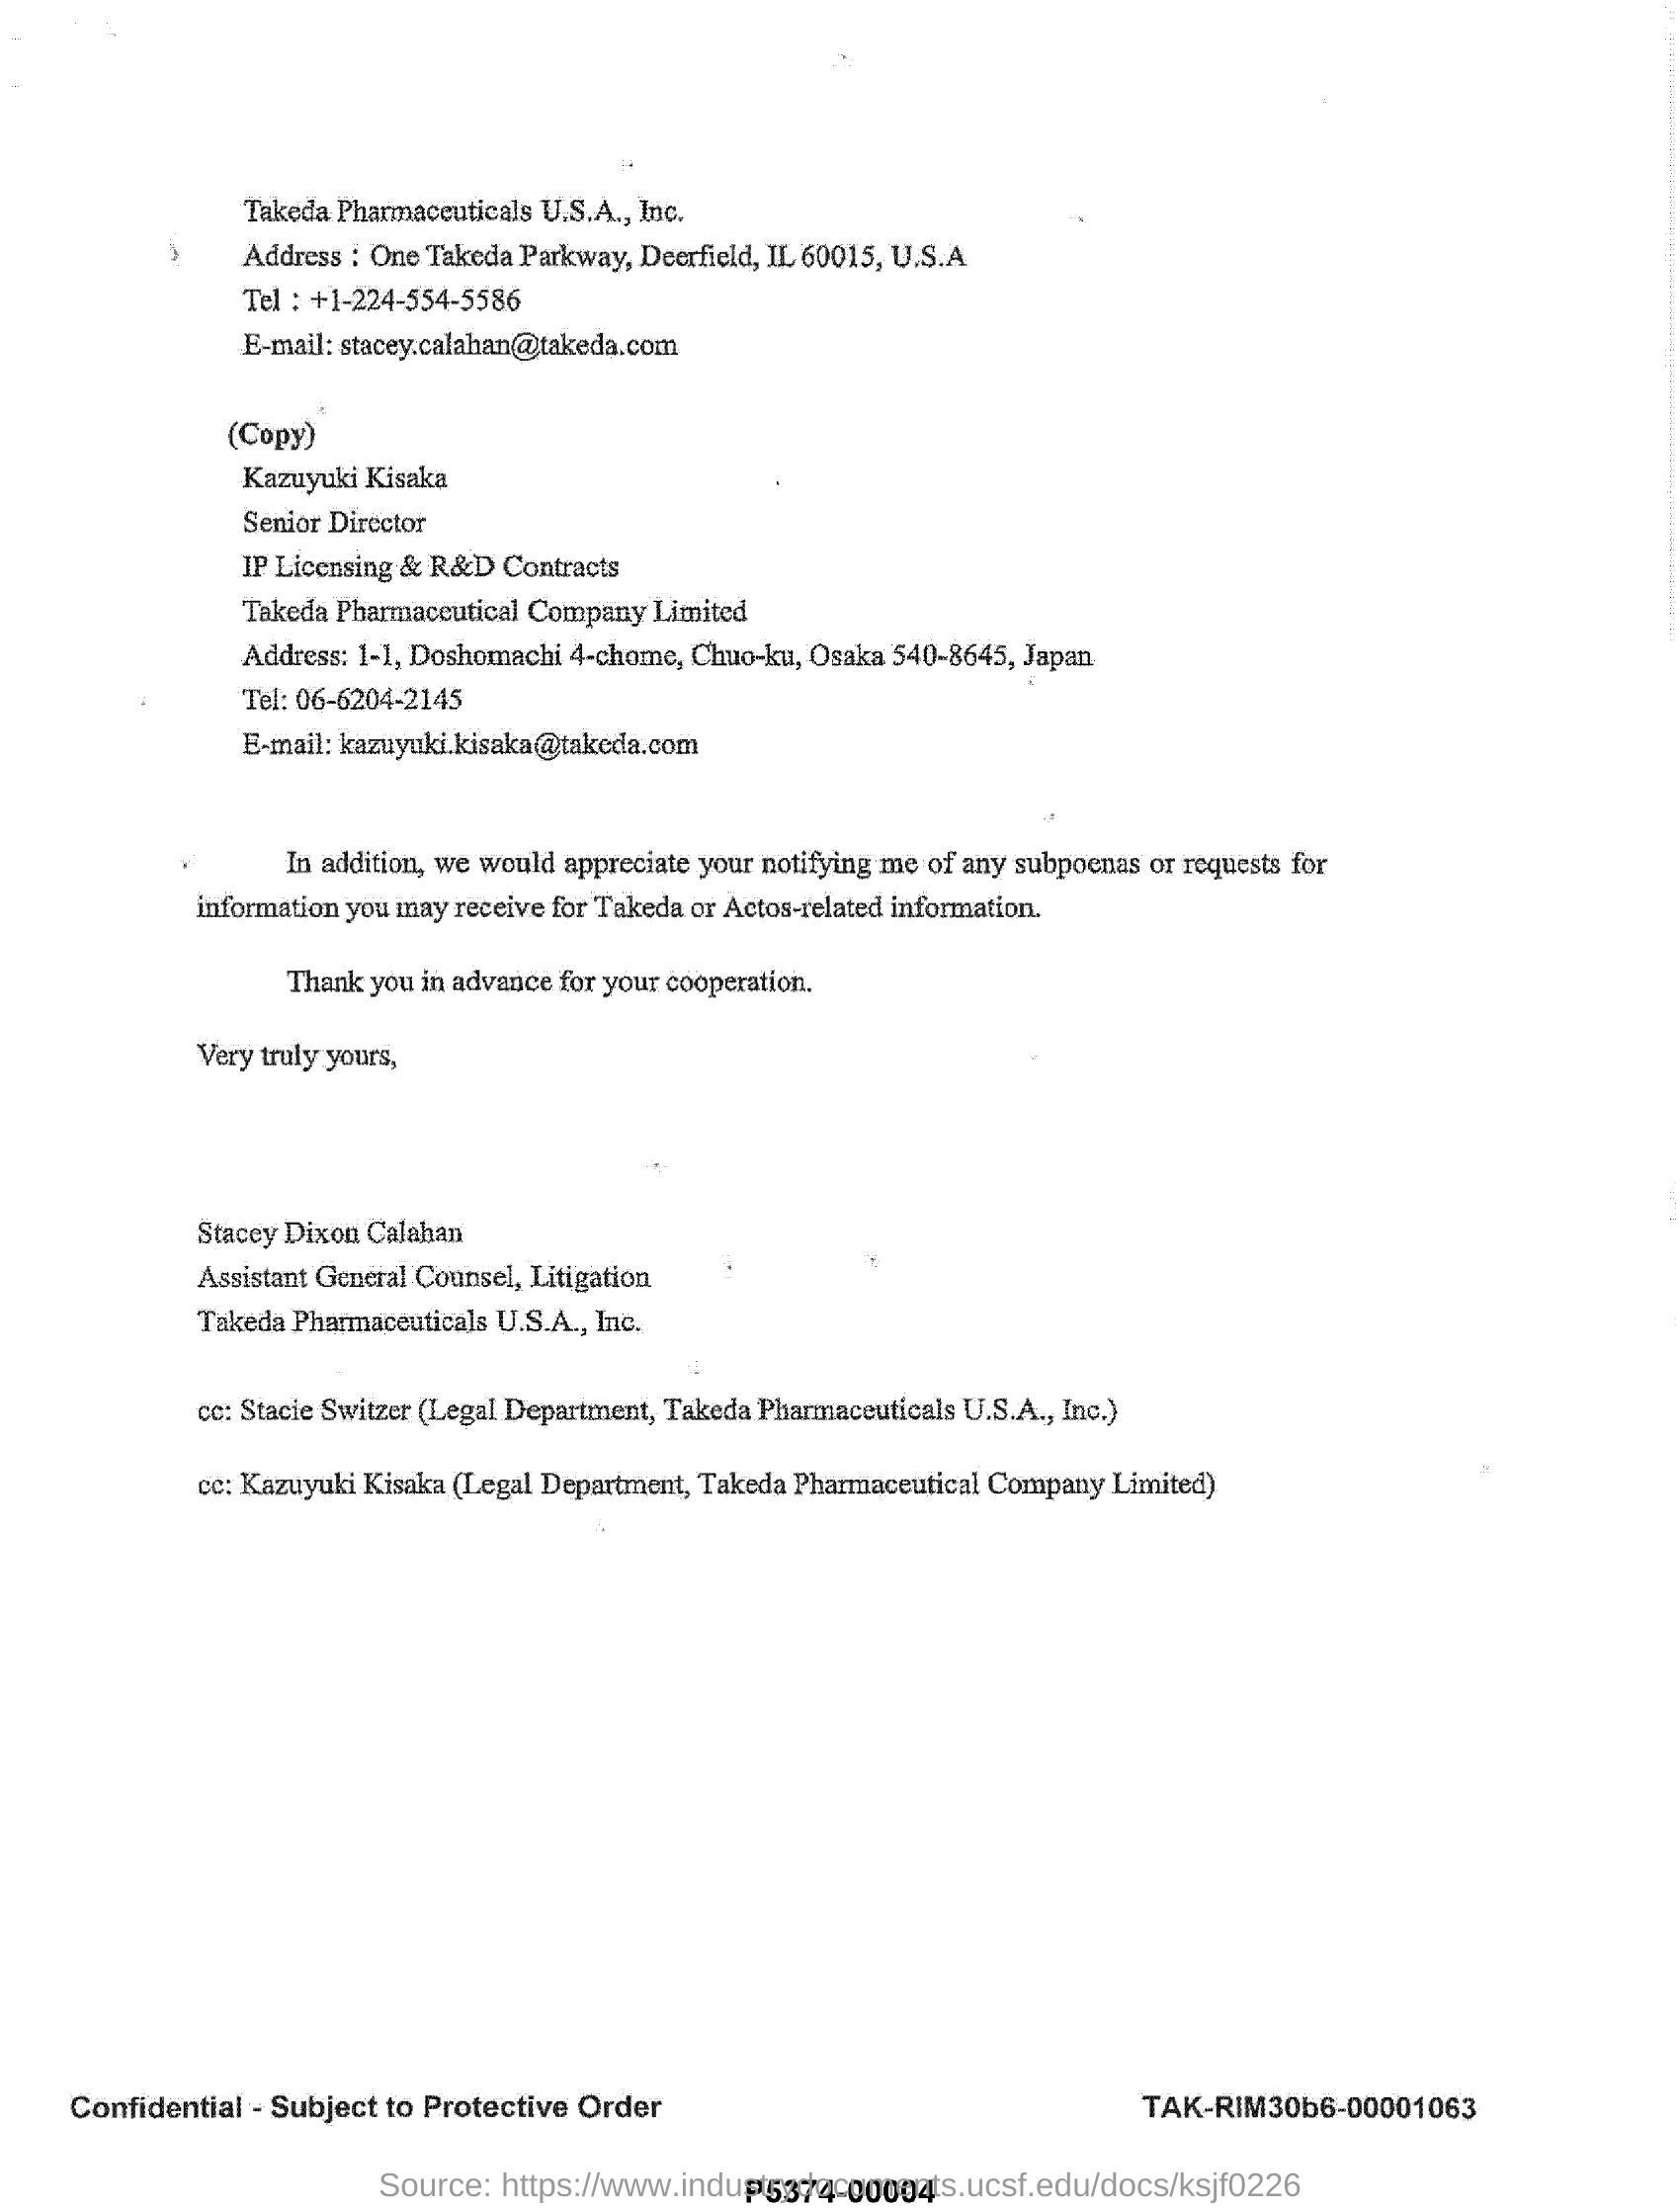 Takeda Pharmaceuticals U.S.A., Inc.
Address : One Takeda Parkway, Deerfield, IL 60015, U.S.A
Tel : +1-224-554-5586
E-mail: stacey.calahan@takeda.com
(Copy)
Kazuyuki Kisaka
Senior Director
IP Licensing & R&D Contracts
Takeda Pharmaceutical Company Limited
Address: 1-1, Doshomachi 4-chome, Chuo-ku, Osaka 540-8645, Japan
Tel: 06-6204-2145
E-mail: kazuyuki.kisaka@takeda.com
In addition, we would appreciate your notifying me of any subpoenas or requests for
information you may receive for Takeda or Actos-related information.
Thank you in advance for your cooperation.
Very truly yours,
Stacey Dixon Calahan
Assistant General Counsel, Litigation
Takeda Pharmaceuticals U.S.A., Inc.
cc: Stacie Switzer (Legal Department, Takeda Pharmaceuticals U.S.A., Inc.)
cc: Kazuyuki Kisaka (Legal Department, Takeda Pharmaceutical Company Limited)
Confidential - Subject to Protective Order TAK-RIM30b6-00001063
Source: https://www.industrydocuments.ucsf.edu/docs/ksjf0226
P5374-00004